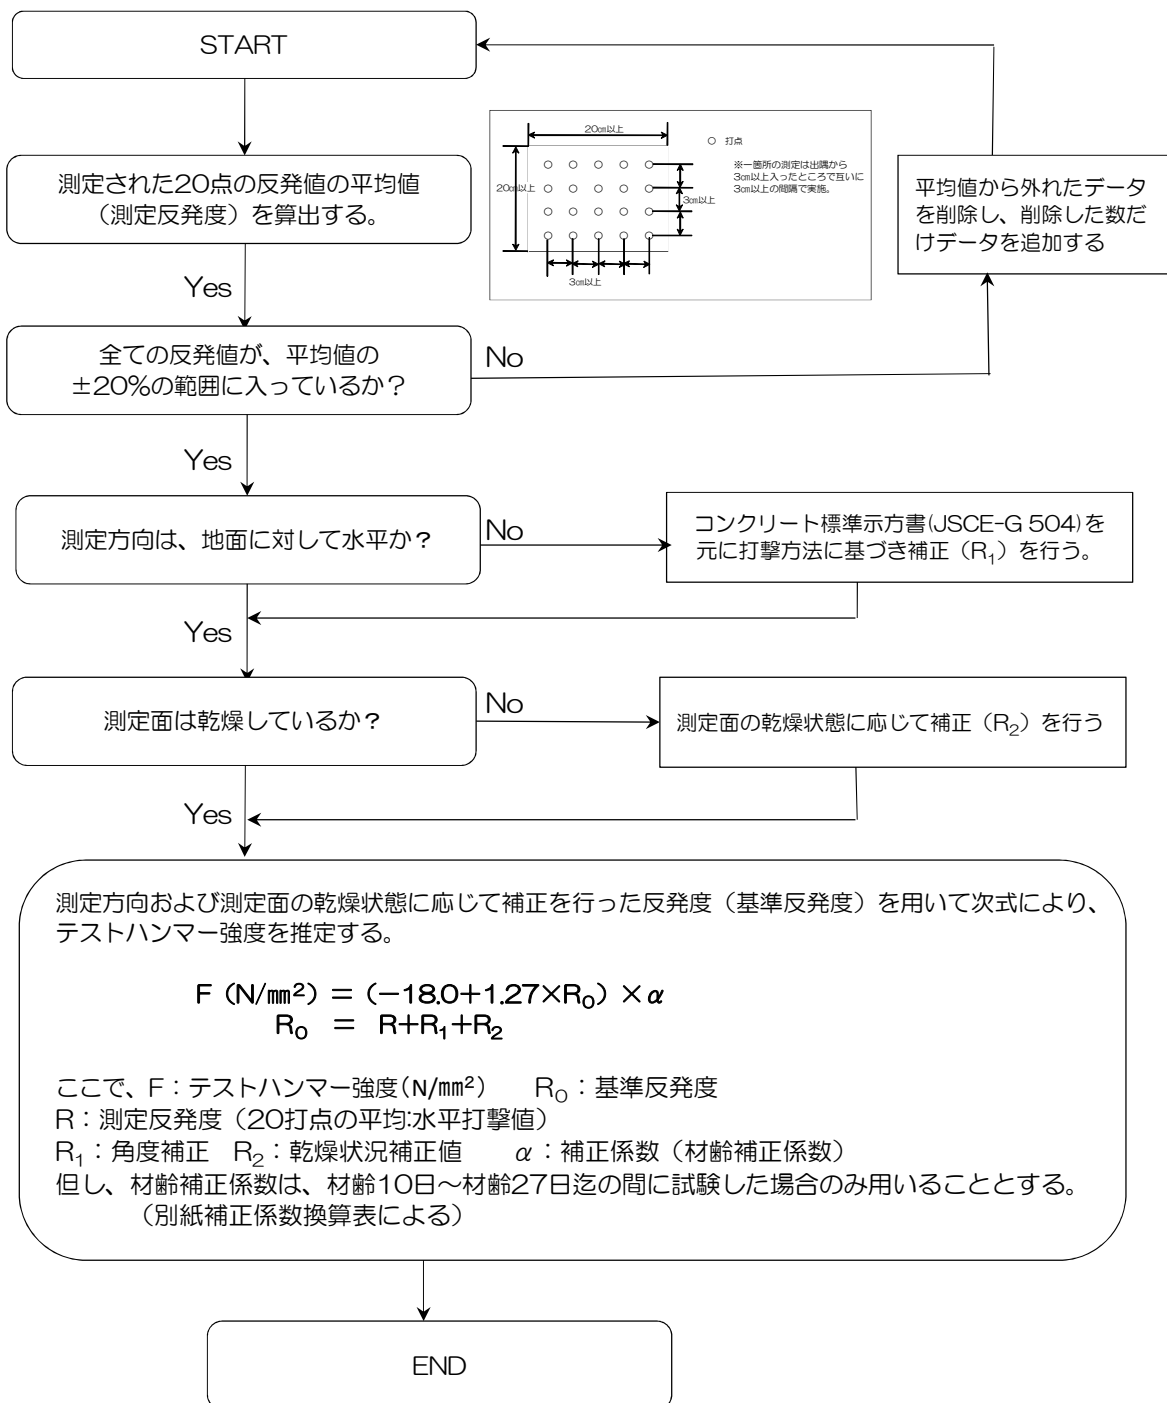 START
測定された20点の反発値の平均値
（測定反発度）を算出する。
20㎝以上
20㎝以上
3㎝以上
3㎝以上
○ 打点
※一箇所の測定は出隅から
3㎝以上入ったところで互いに
3㎝以上の間隔で実施。
平均値から外れたデータ
を削除し、削除した数だ
けデータを追加する
Yes
全ての反発値が、平均値の
±20%の範囲に入っているか？
No
Yes
測定方向は、地面に対して水平か？
No
コンクリート標準示方書(JSCE-G 504)を
元に打撃方法に基づき補正（R₁）を行う。
Yes
測定面は乾燥しているか？
No
測定面の乾燥状態に応じて補正（R₂）を行う
Yes
測定方向および測定面の乾燥状態に応じて補正を行った反発度（基準反発度）を用いて次式により、
テストハンマー強度を推定する。
F（N/㎜²）＝（−18.0+1.27×R₀）×α
R₀ ＝ R+R₁+R₂
ここで、F：テストハンマー強度(N/㎜²)　R₀：基準反発度
R：測定反発度（20打点の平均:水平打撃値）
R₁：角度補正　R₂：乾燥状況補正値　α：補正係数（材齢補正係数）
但し、材齢補正係数は、材齢10日～材齢27日迄の間に試験した場合のみ用いることとする。
（別紙補正係数換算表による）
END